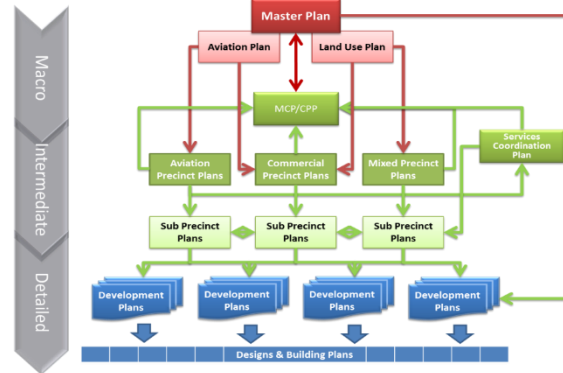 Master Plan
Aviation Plan
Land Use Plan
Macro
MCP/CPP
Services
Coordination
Plan
Intermediate
Aviation
Precinct Plans
Commercial
Precinct Plans
Mixed Precinct
Plans
Sub Precinct
Plans
Sub Precinct
Plans
Sub Precinct
Plans
Detailed
Development
Plans
Development
Plans
Development
Plans
Development
Plans
Designs & Building Plans